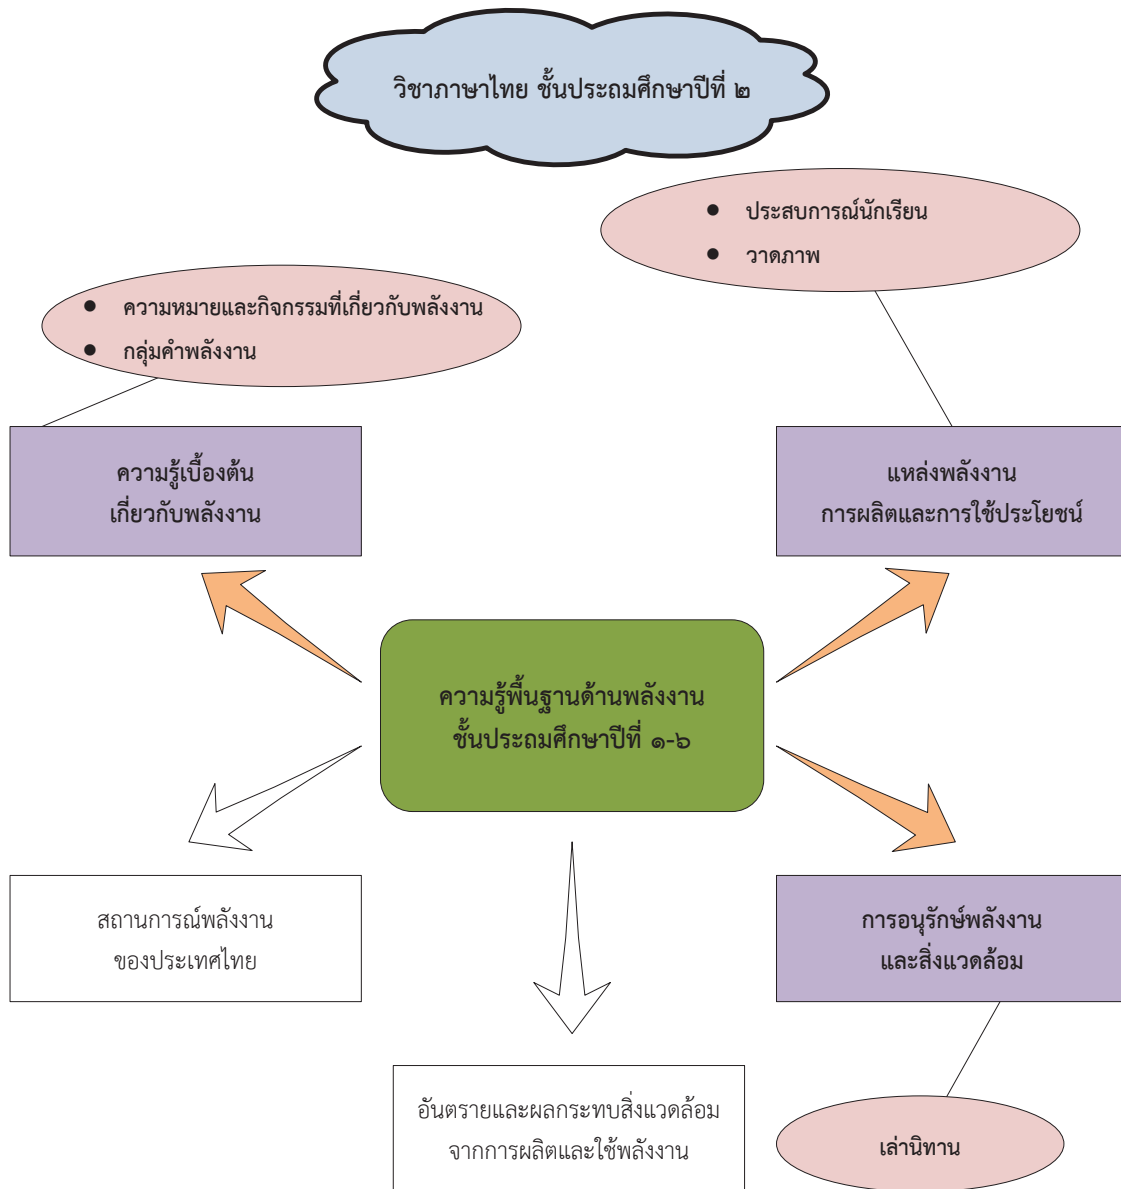 วิชาภาษาไทย ชั้นประถมศึกษาปีที่ ๒
● ประสบการณ์นักเรียน
● วาดภาพ
● ความหมายและกิจกรรมที่เกี่ยวกับพลังงาน
● กลุ่มคำพลังงาน
ความรู้เบื้องต้น
เกี่ยวกับพลังงาน
แหล่งพลังงาน
การผลิตและการใช้ประโยชน์
ความรู้พื้นฐานด้านพลังงาน
ชั้นประถมศึกษาปีที่ ๑-๖
สถานการณ์พลังงาน
ของประเทศไทย
การอนุรักษ์พลังงาน
และสิ่งแวดล้อม
อันตรายและผลกระทบสิ่งแวดล้อม
จากการผลิตและใช้พลังงาน
เล่านิทาน